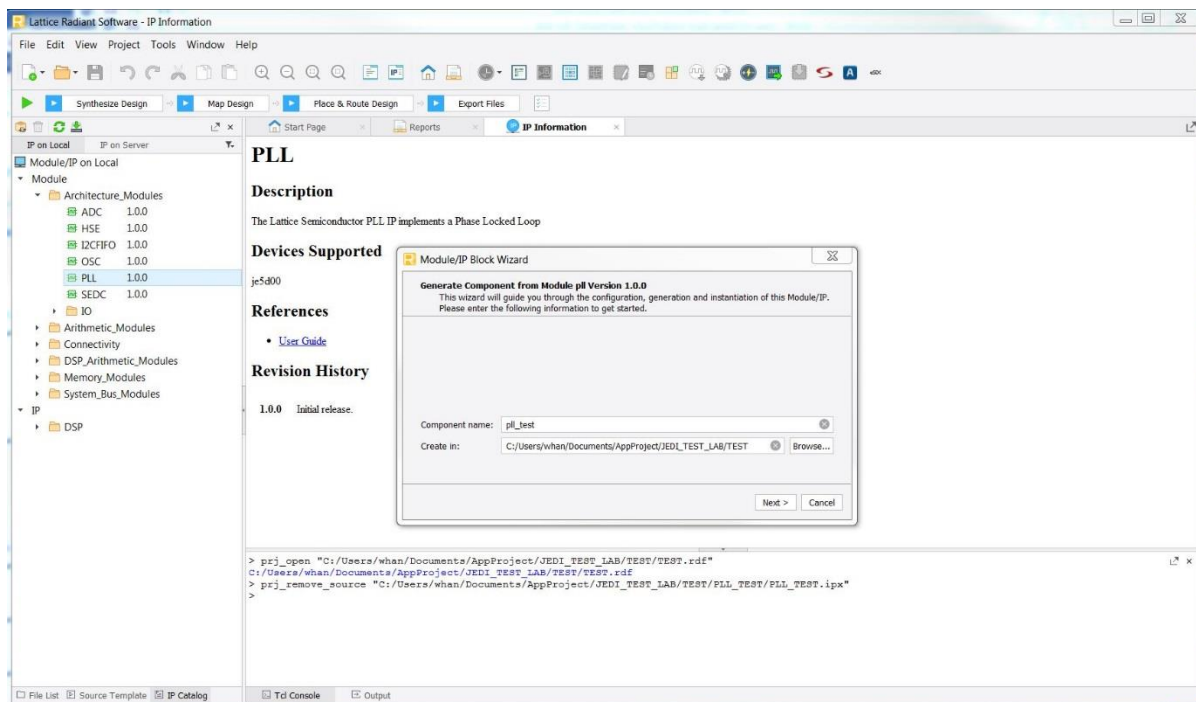 Lattice Radiant Software - IP Information
File Edit View Project Tools Window Help
Synthesize Design Map Design Place & Route Design Export Files
Start Page Reports IP Information
IP on Local IP on Server
Module/IP on Local
Module
Architecture_Modules
ADC 1.0.0
HSE 1.0.0
I2CFIFO 1.0.0
OSC 1.0.0
PLL 1.0.0
SEDC 1.0.0
IO
Arithmetic_Modules
Connectivity
DSP_Arithmetic_Modules
Memory_Modules
System_Bus_Modules
IP
DSP
PLL
Description
The Lattice Semiconductor PLL IP implements a Phase Locked Loop
Devices Supported
je5d00
References
User Guide
Revision History
1.0.0 Initial release.
Module/IP Block Wizard
Generate Component from Module pll Version 1.0.0
This wizard will guide you through the configuration, generation and instantiation of this Module/IP.
Please enter the following information to get started.
Component name: pll_test
Create in: C:/Users/whan/Documents/AppProject/JEDI_TEST_LAB/TEST Browse...
Next > Cancel
> prj_open "C:/Users/whan/Documents/AppProject/JEDI_TEST_LAB/TEST/TEST.rdf"
C:/Users/whan/Documents/AppProject/JEDI_TEST_LAB/TEST/TEST.rdf
> prj_remove_source "C:/Users/whan/Documents/AppProject/JEDI_TEST_LAB/TEST/PLL_TEST/PLL_TEST.ipx"
>
File List Source Template IP Catalog Tcl Console Output